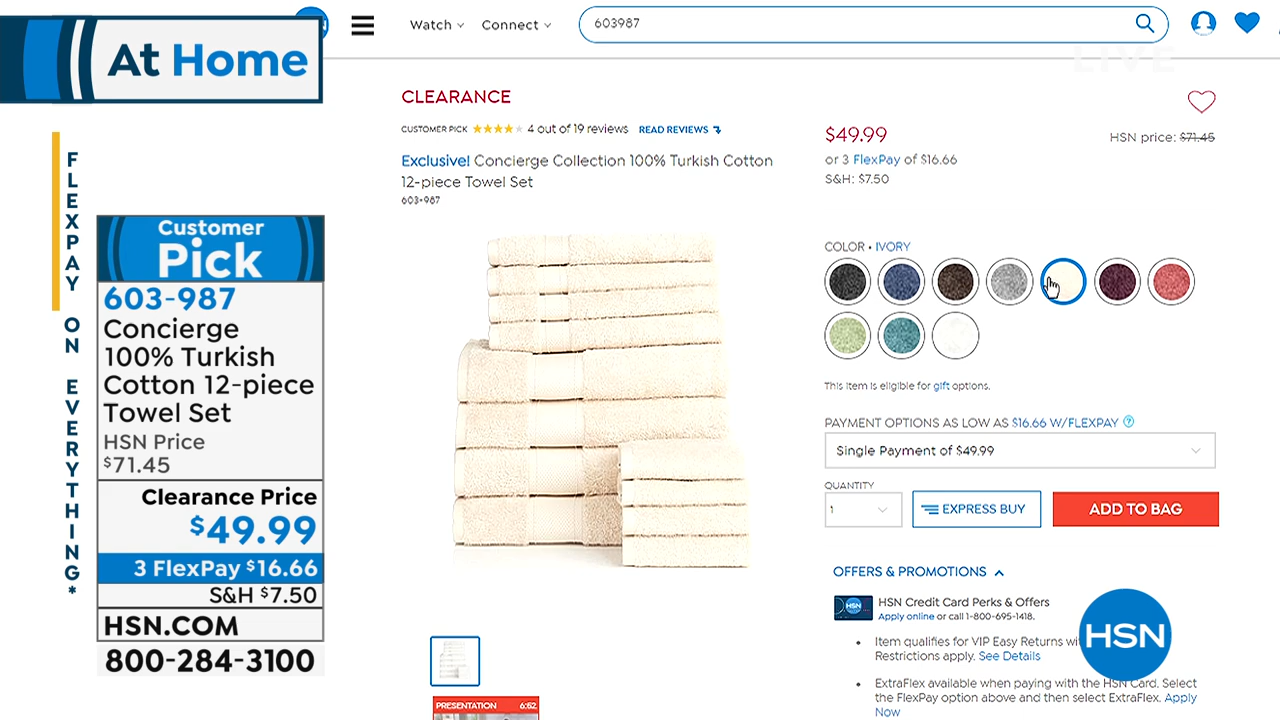 At Home
FLEXPAY ON EVERYTHING*
Customer
Pick
603-987
Concierge
100% Turkish
Cotton 12-piece
Towel Set
HSN Price
$71.45
Clearance Price
$49.99
3 FlexPay $16.66
S&H $7.50
HSN.COM
800-284-3100
Watch
Connect
603987
LIVE
CLEARANCE
CUSTOMER PICK 4 out of 19 reviews READ REVIEWS
Exclusive! Concierge Collection 100% Turkish Cotton
12-piece Towel Set
603-987
$49.99
HSN price: $71.45
or 3 FlexPay of $16.66
S&H: $7.50
COLOR • IVORY
This item is eligible for gift options.
PAYMENT OPTIONS AS LOW AS $16.66 W/FLEXPAY ?
Single Payment of $49.99
QUANTITY
1
EXPRESS BUY
ADD TO BAG
OFFERS & PROMOTIONS
HSN
HSN Credit Card Perks & Offers
Apply online or call 1-800-695-1418.
• Item qualifies for VIP Easy Returns
Restrictions apply. See Details
• ExtraFlex available when paying with the HSN Card. Select
the FlexPay option above and then select ExtraFlex. Apply
Now
HSN
PRESENTATION 6:52